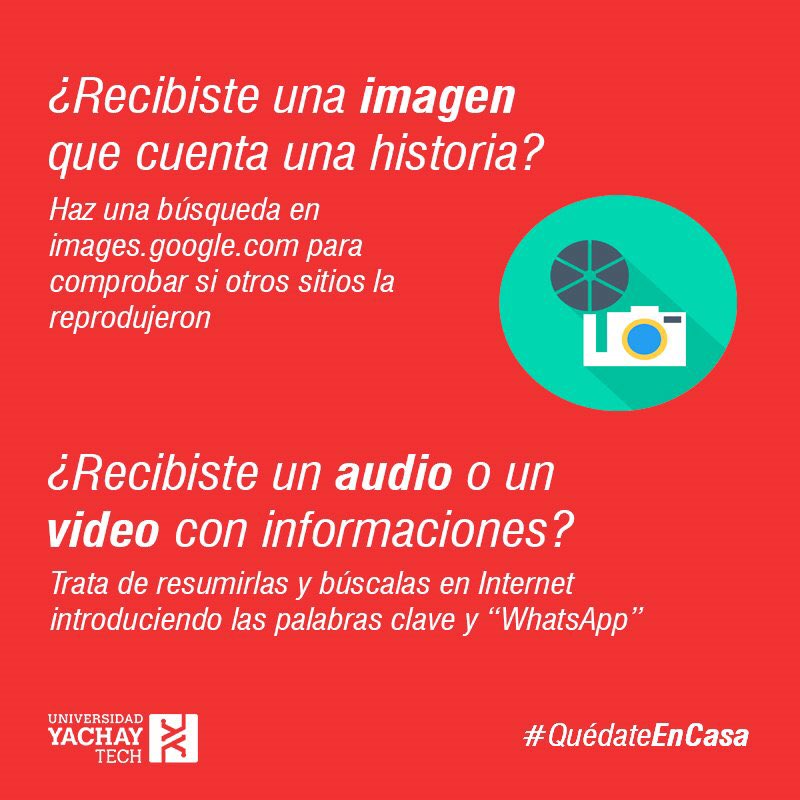 ¿Recibiste una imagen
que cuenta una historia?
Haz una búsqueda en
images.google.com para
comprobar si otros sitios la
reprodujeron
¿Recibiste un audio o un
video con informaciones?
Trata de resumirlas y búscalas en Internet
introduciendo las palabras clave y “WhatsApp”
UNIVERSIDAD
YACHAY
TECH
#QuédateEnCasa